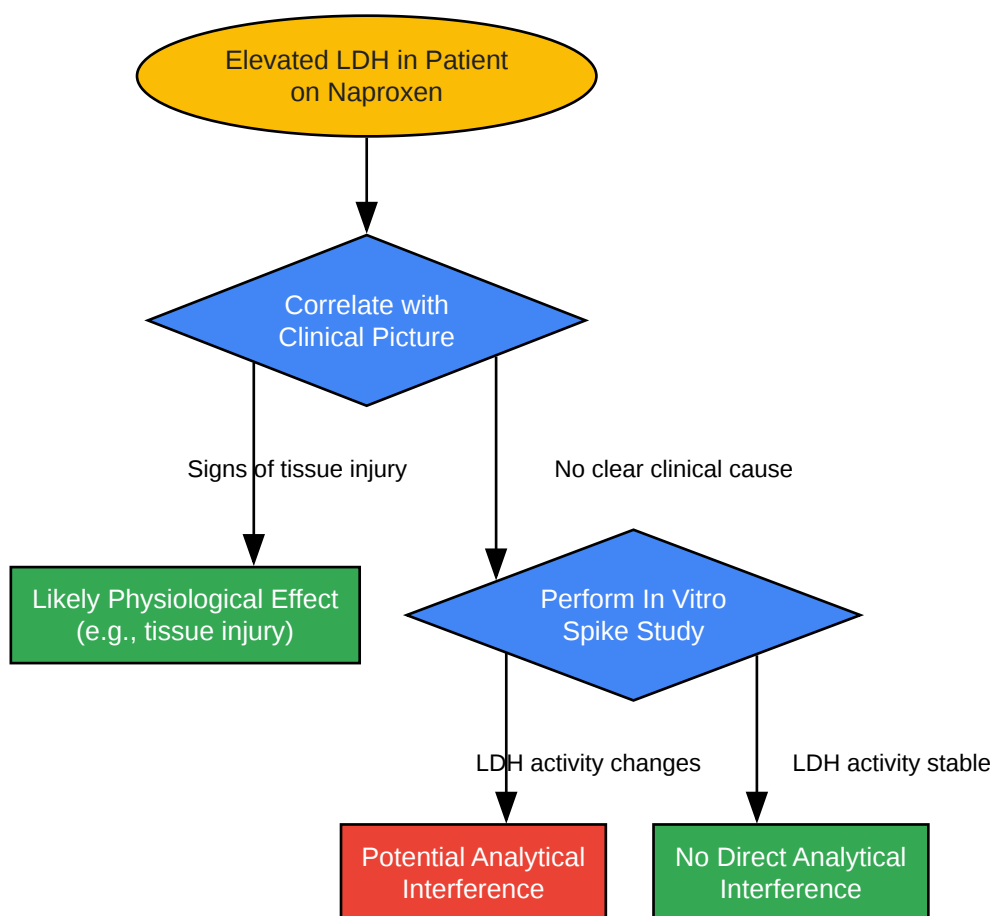 Elevated LDH in Patient
on Naproxen
Correlate with
Clinical Picture
Signs of tissue injury
No clear clinical cause
Likely Physiological Effect
(e.g., tissue injury)
Perform In Vitro
Spike Study
LDH activity changes
LDH activity stable
Potential Analytical
Interference
No Direct Analytical
Interference